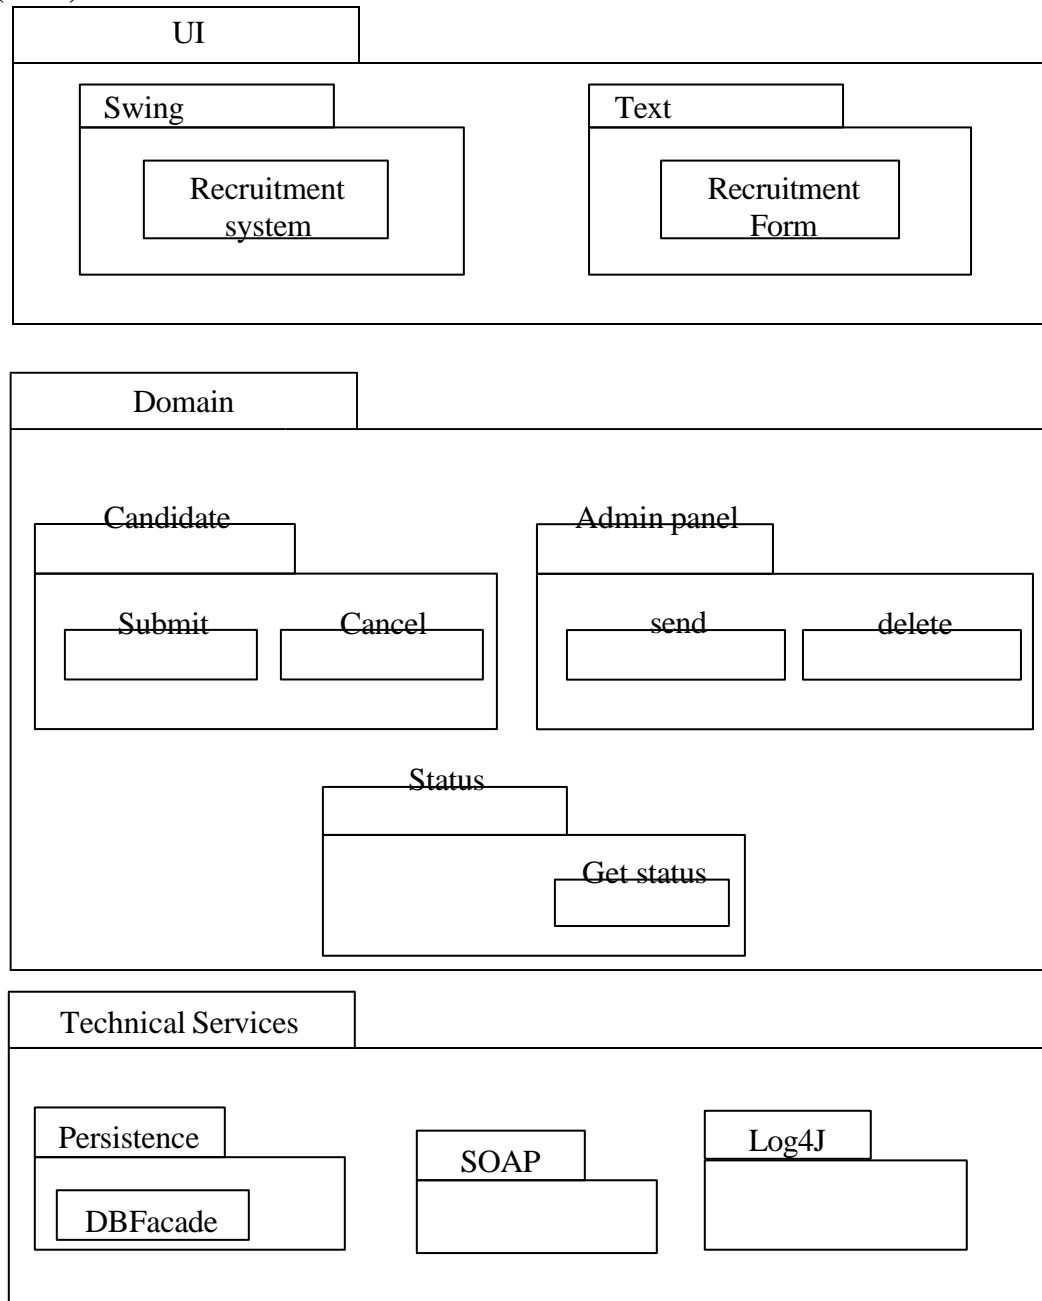 UI
Swing
Text
Recruitment
system
Recruitment
Form
Domain
Candidate
Admin panel
Submit
Cancel
send
delete
Status
Get status
Technical Services
Persistence
SOAP
Log4J
DBFacade